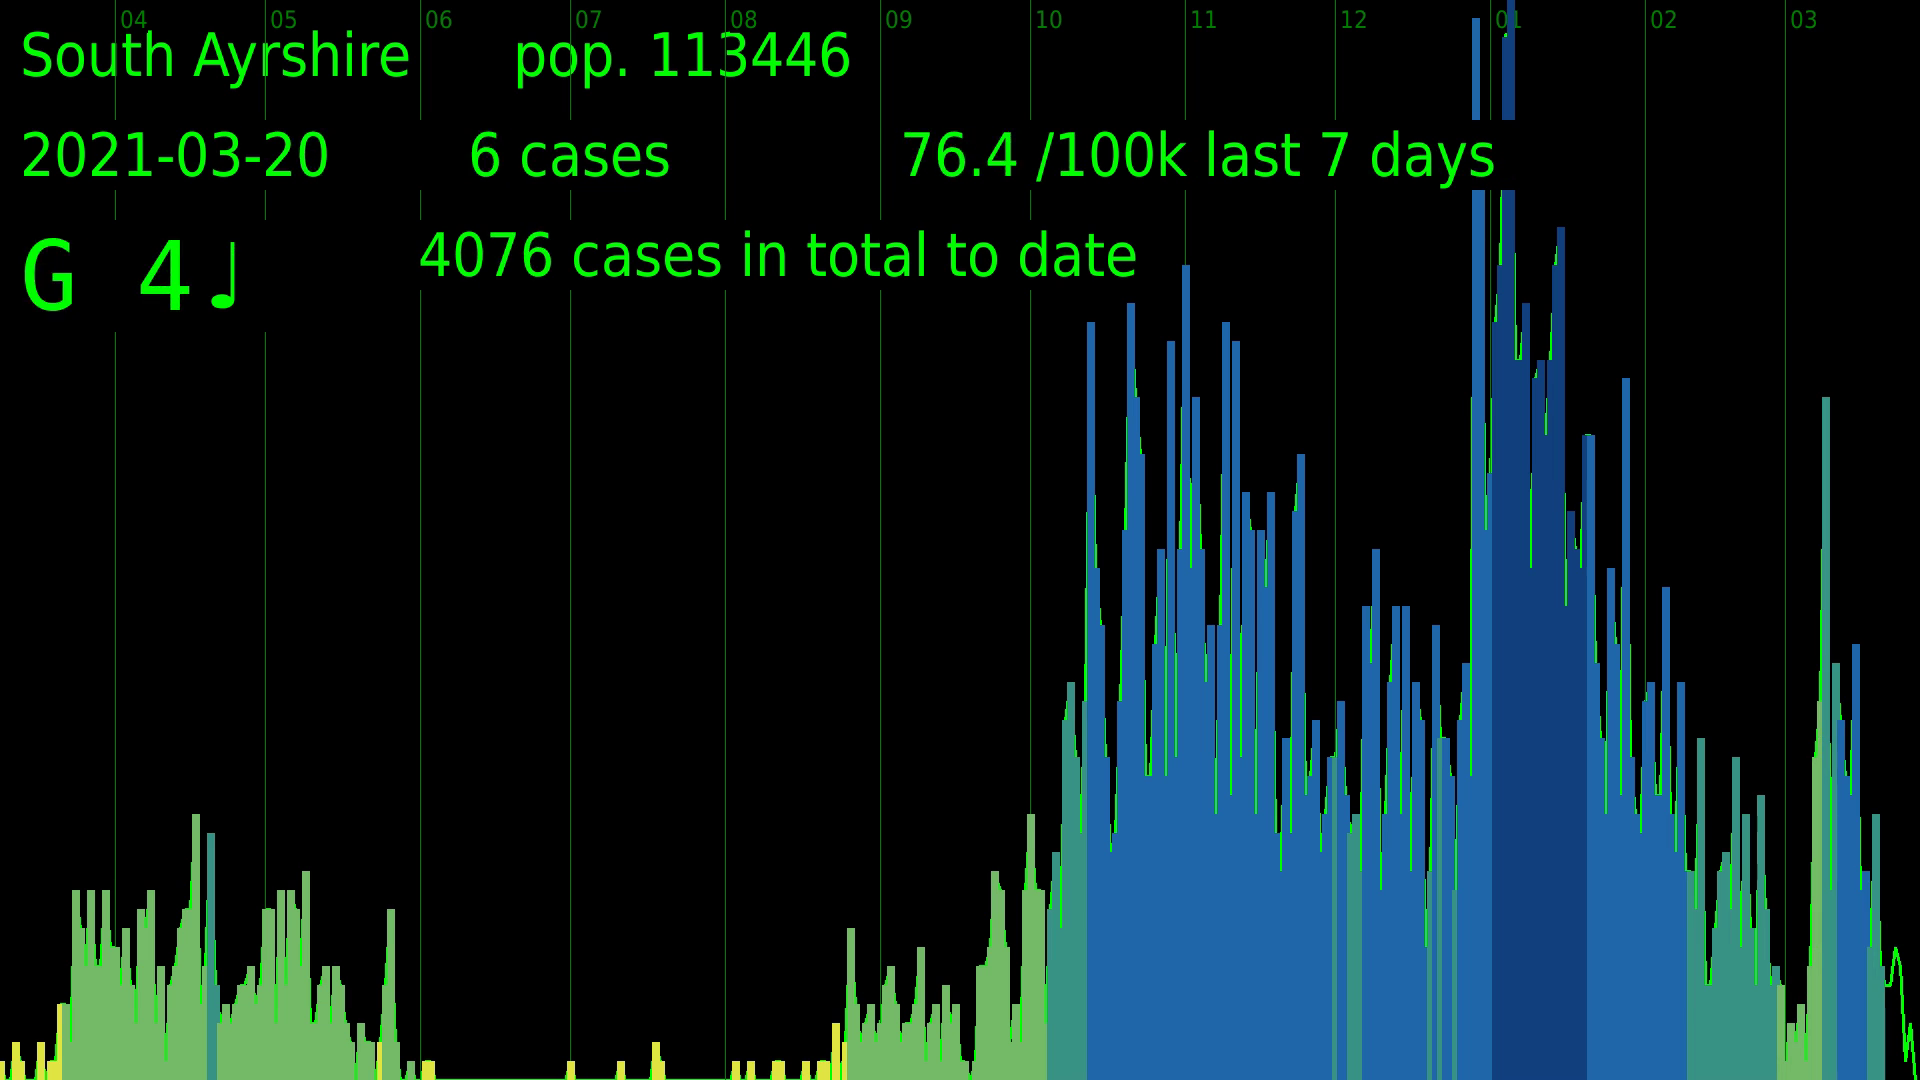 04 05 06 07 08 09 10 11 12 01 02 03
South Ayrshire pop. 113446
2021-03-20 6 cases 76.4 /100k last 7 days
G 4♩ 4076 cases in total to date